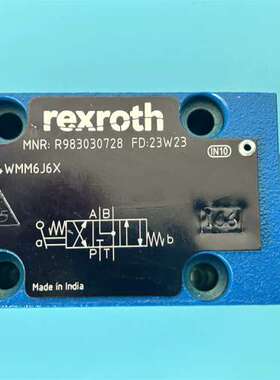 rexroth
MNR: R983030728 FD:23W23
IN10
WMM6J6X
A B
a
b
P T
Made in India